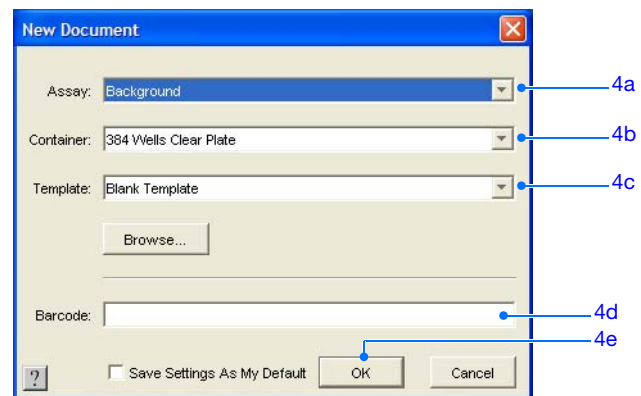 New Document
Assay: Background 4a
Container: 384 Wells Clear Plate 4b
Template: Blank Template 4c
Browse...
Barcode: 4d
4e
? Save Settings As My Default OK Cancel